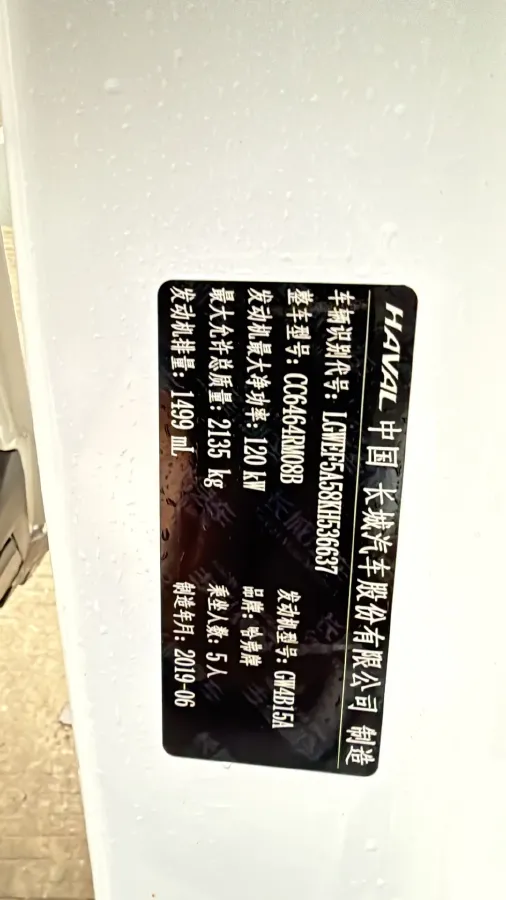 HAVAL 中国 长城汽车股份有限公司 制造
车辆识别代号: LGWEF5A58KH536637
整车型号: CC6464RM08B 发动机型号: GW4B15A
发动机最大净功率: 120 kW 品牌: 哈弗牌
最大允许总质量: 2135 kg 乘坐人数: 5 人
发动机排量: 1499 mL 制造年月: 2019-06